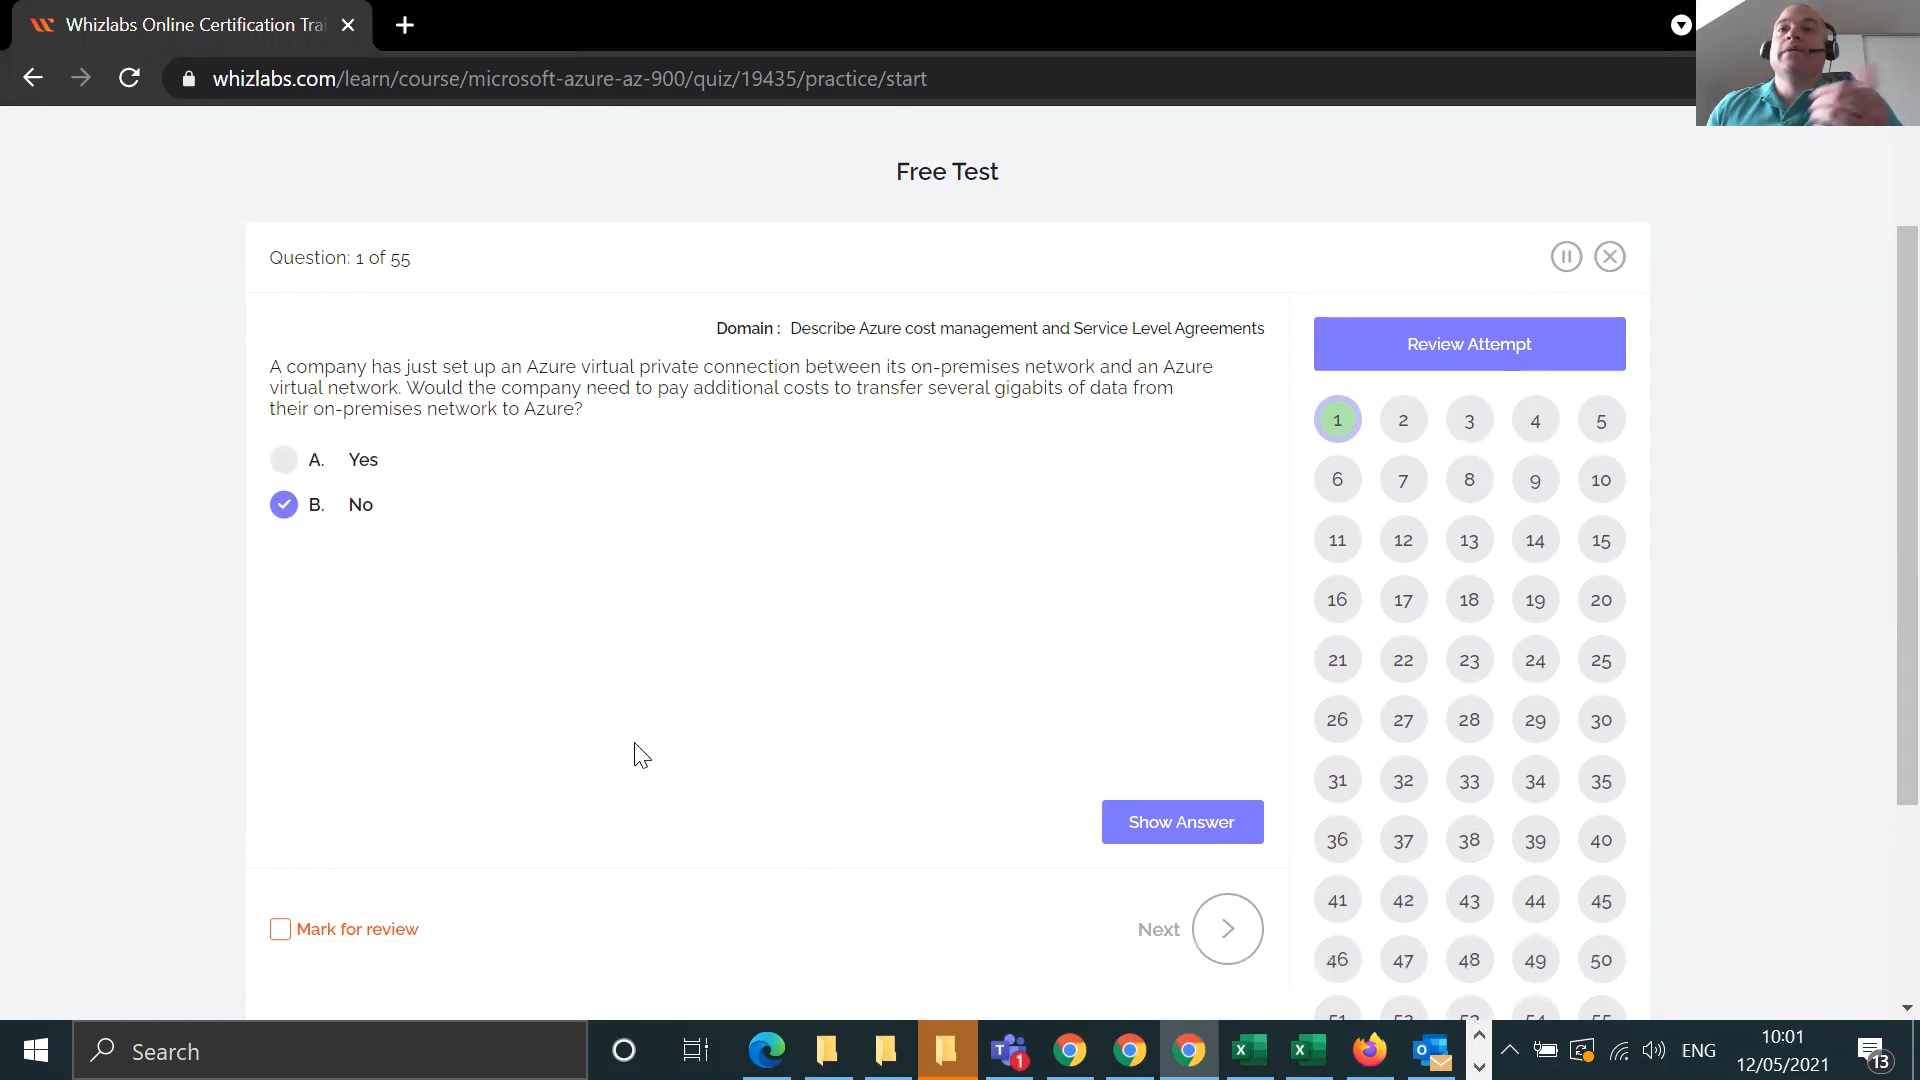 Whizlabs Online Certification Trai
whizlabs.com/learn/course/microsoft-azure-az-900/quiz/19435/practice/start
Free Test
Question: 1 of 55
Domain : Describe Azure cost management and Service Level Agreements
A company has just set up an Azure virtual private connection between its on-premises network and an Azure
virtual network. Would the company need to pay additional costs to transfer several gigabits of data from
their on-premises network to Azure?
A. Yes
B. No
Show Answer
Mark for review
Next
Review Attempt
1 2 3 4 5
6 7 8 9 10
11 12 13 14 15
16 17 18 19 20
21 22 23 24 25
26 27 28 29 30
31 32 33 34 35
36 37 38 39 40
41 42 43 44 45
46 47 48 49 50
51 52 53 54 55
Search
1
ENG
10:01
12/05/2021
13